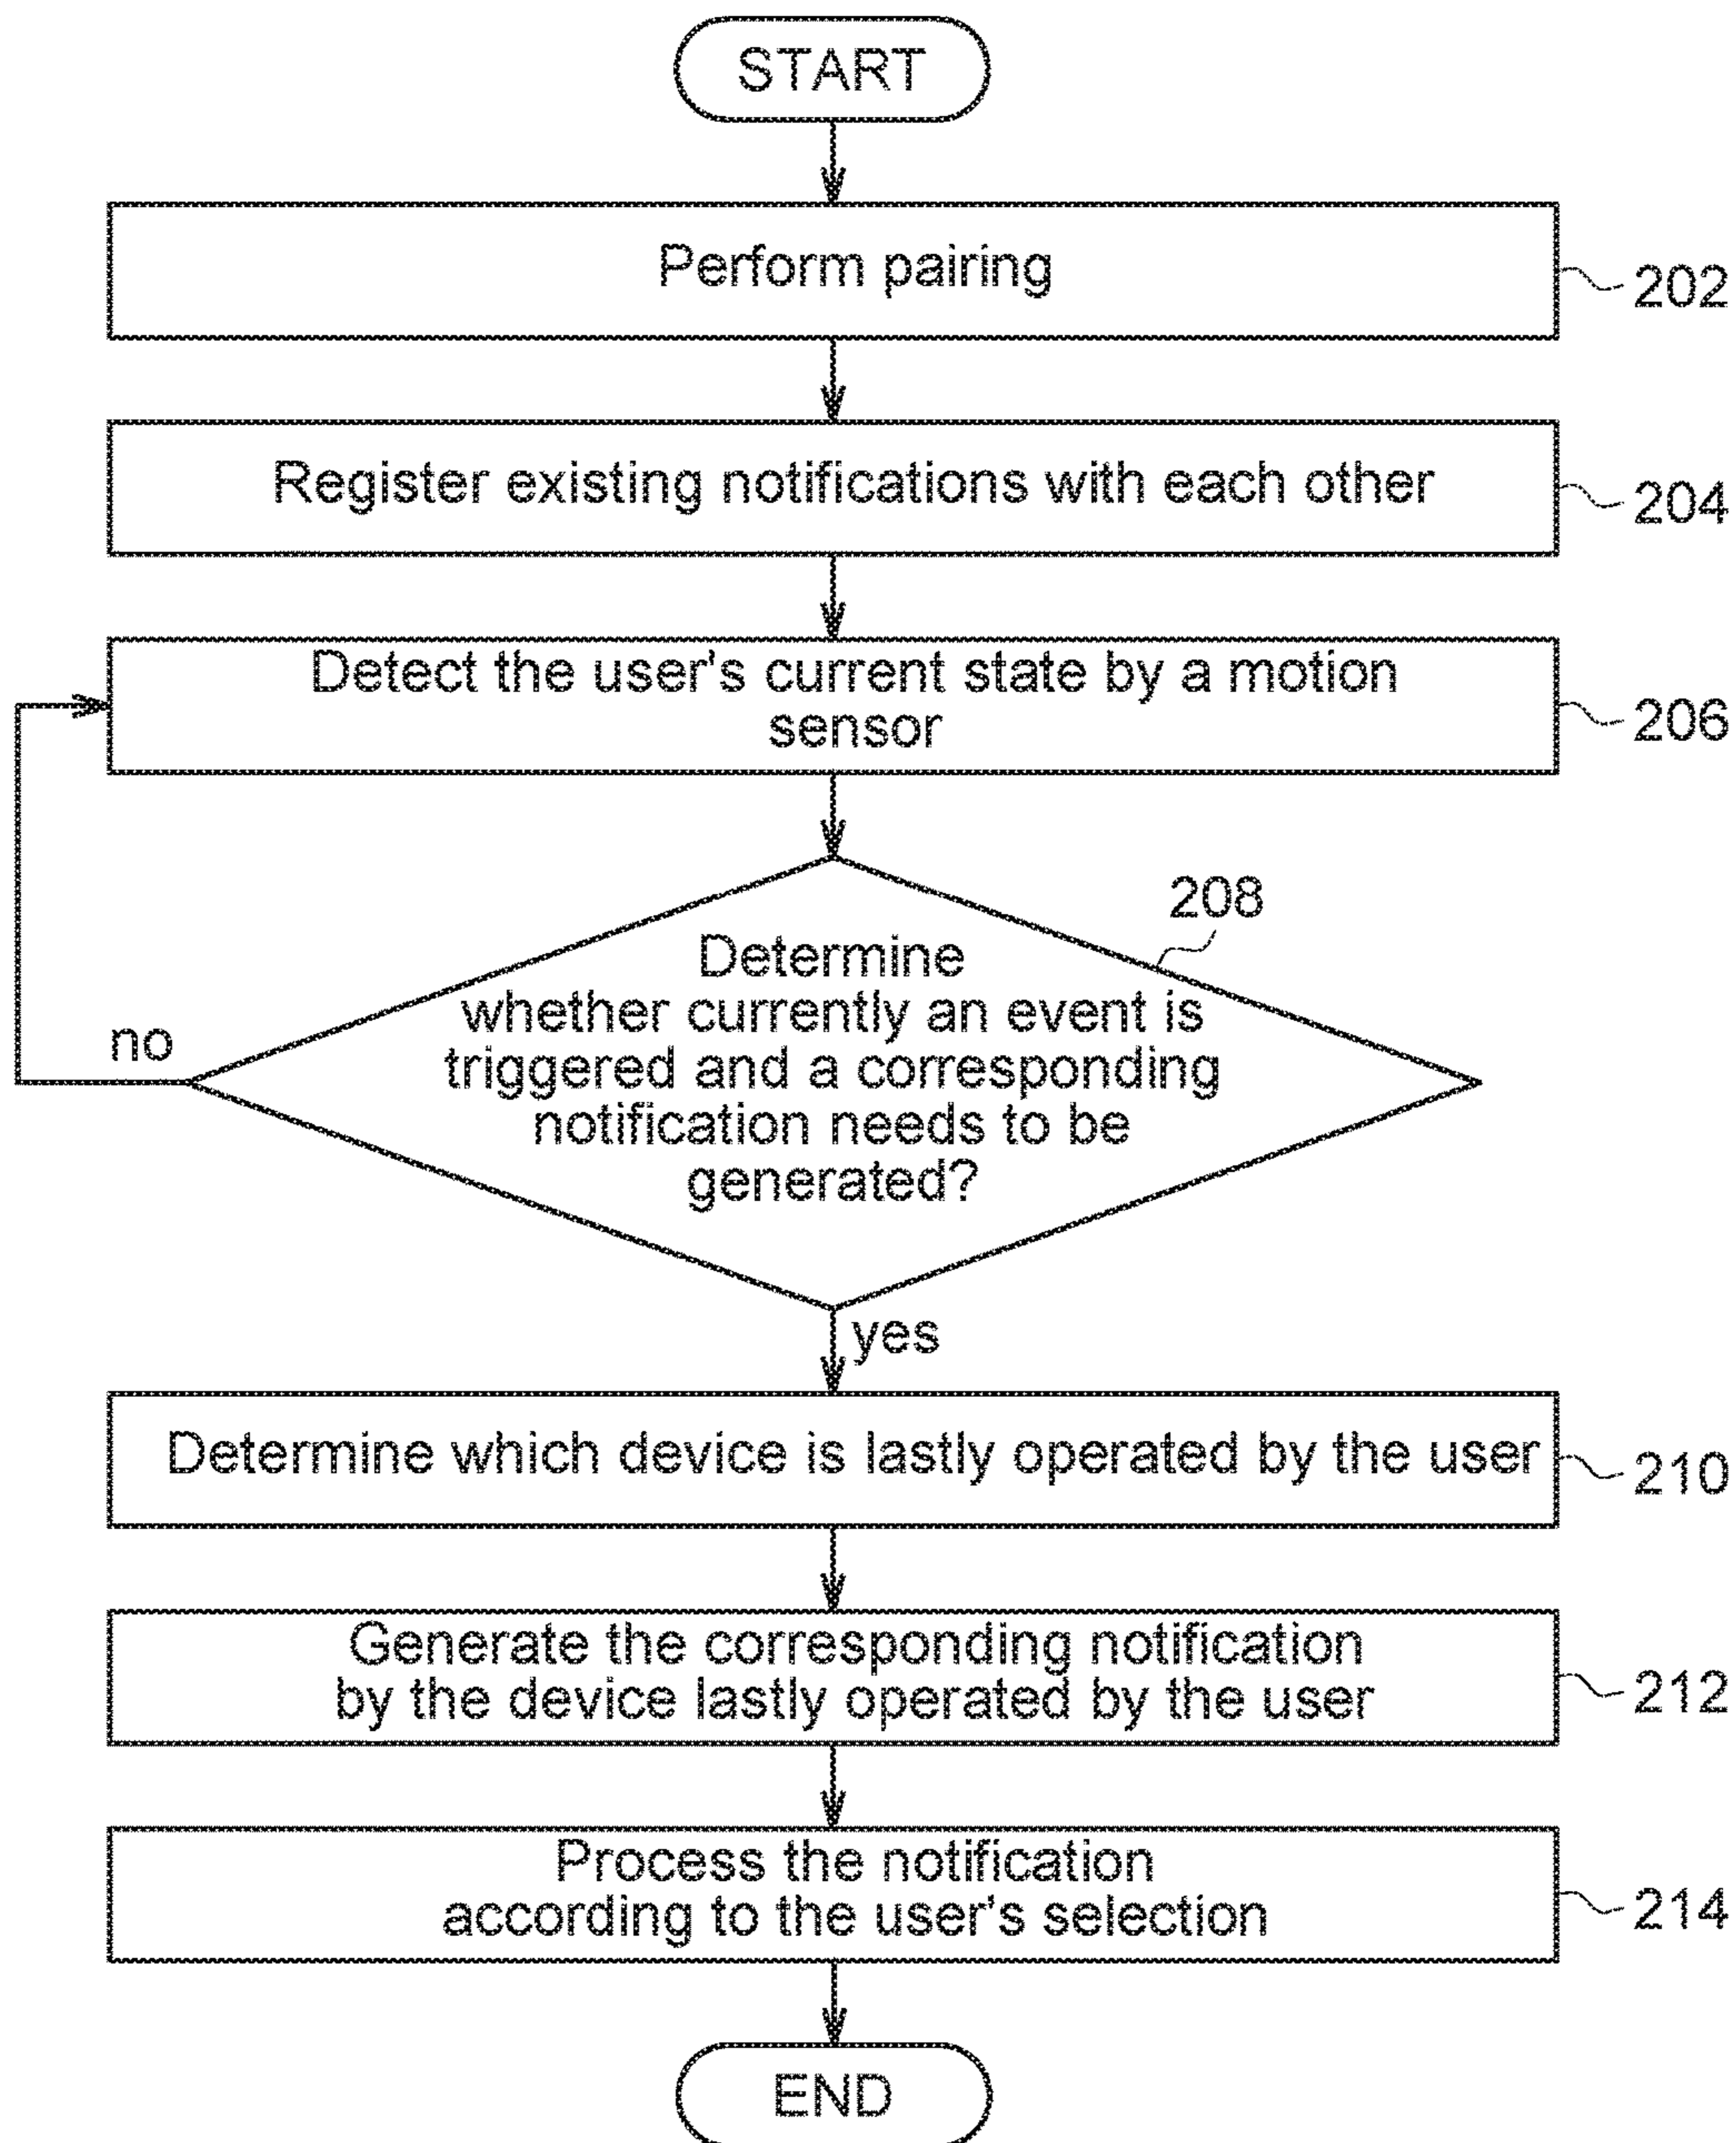 START
Perform pairing
202
Register existing notifications with each other
204
Detect the user's current state by a motion
sensor
206
208
Determine
whether currently an event is
triggered and a corresponding
notification needs to be
generated?
no
yes
Determine which device is lastly operated by the user
210
Generate the corresponding notification
by the device lastly operated by the user
212
Process the notification
according to the user's selection
214
END